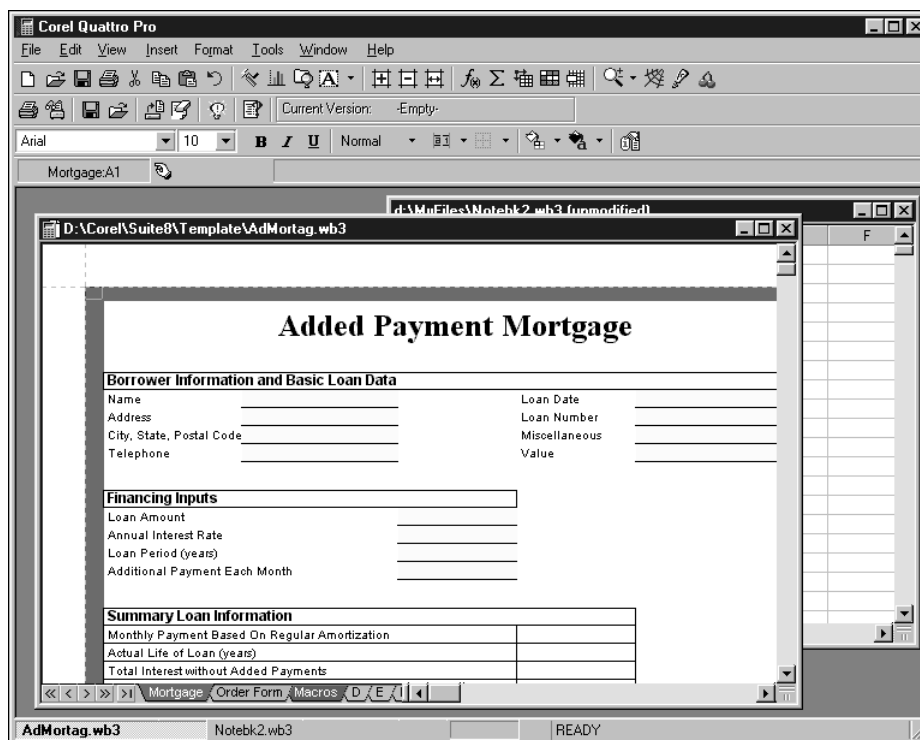 Corel Quattro Pro
File Edit View Insert Format Tools Window Help
Current Version: -Empty-
Arial 10 B I U Normal
Mortgage:A1
d:\MyFiles\Notebk2.wb3 (unmodified)
F
D:\Corel\Suite8\Template\AdMortag.wb3
Added Payment Mortgage
Borrower Information and Basic Loan Data
Name Loan Date
Address Loan Number
City, State, Postal Code Miscellaneous
Telephone Value
Financing Inputs
Loan Amount
Annual Interest Rate
Loan Period (years)
Additional Payment Each Month
Summary Loan Information
Monthly Payment Based On Regular Amortization
Actual Life of Loan (years)
Total Interest without Added Payments
Mortgage Order Form Macros D E
AdMortag.wb3 Notebk2.wb3 READY